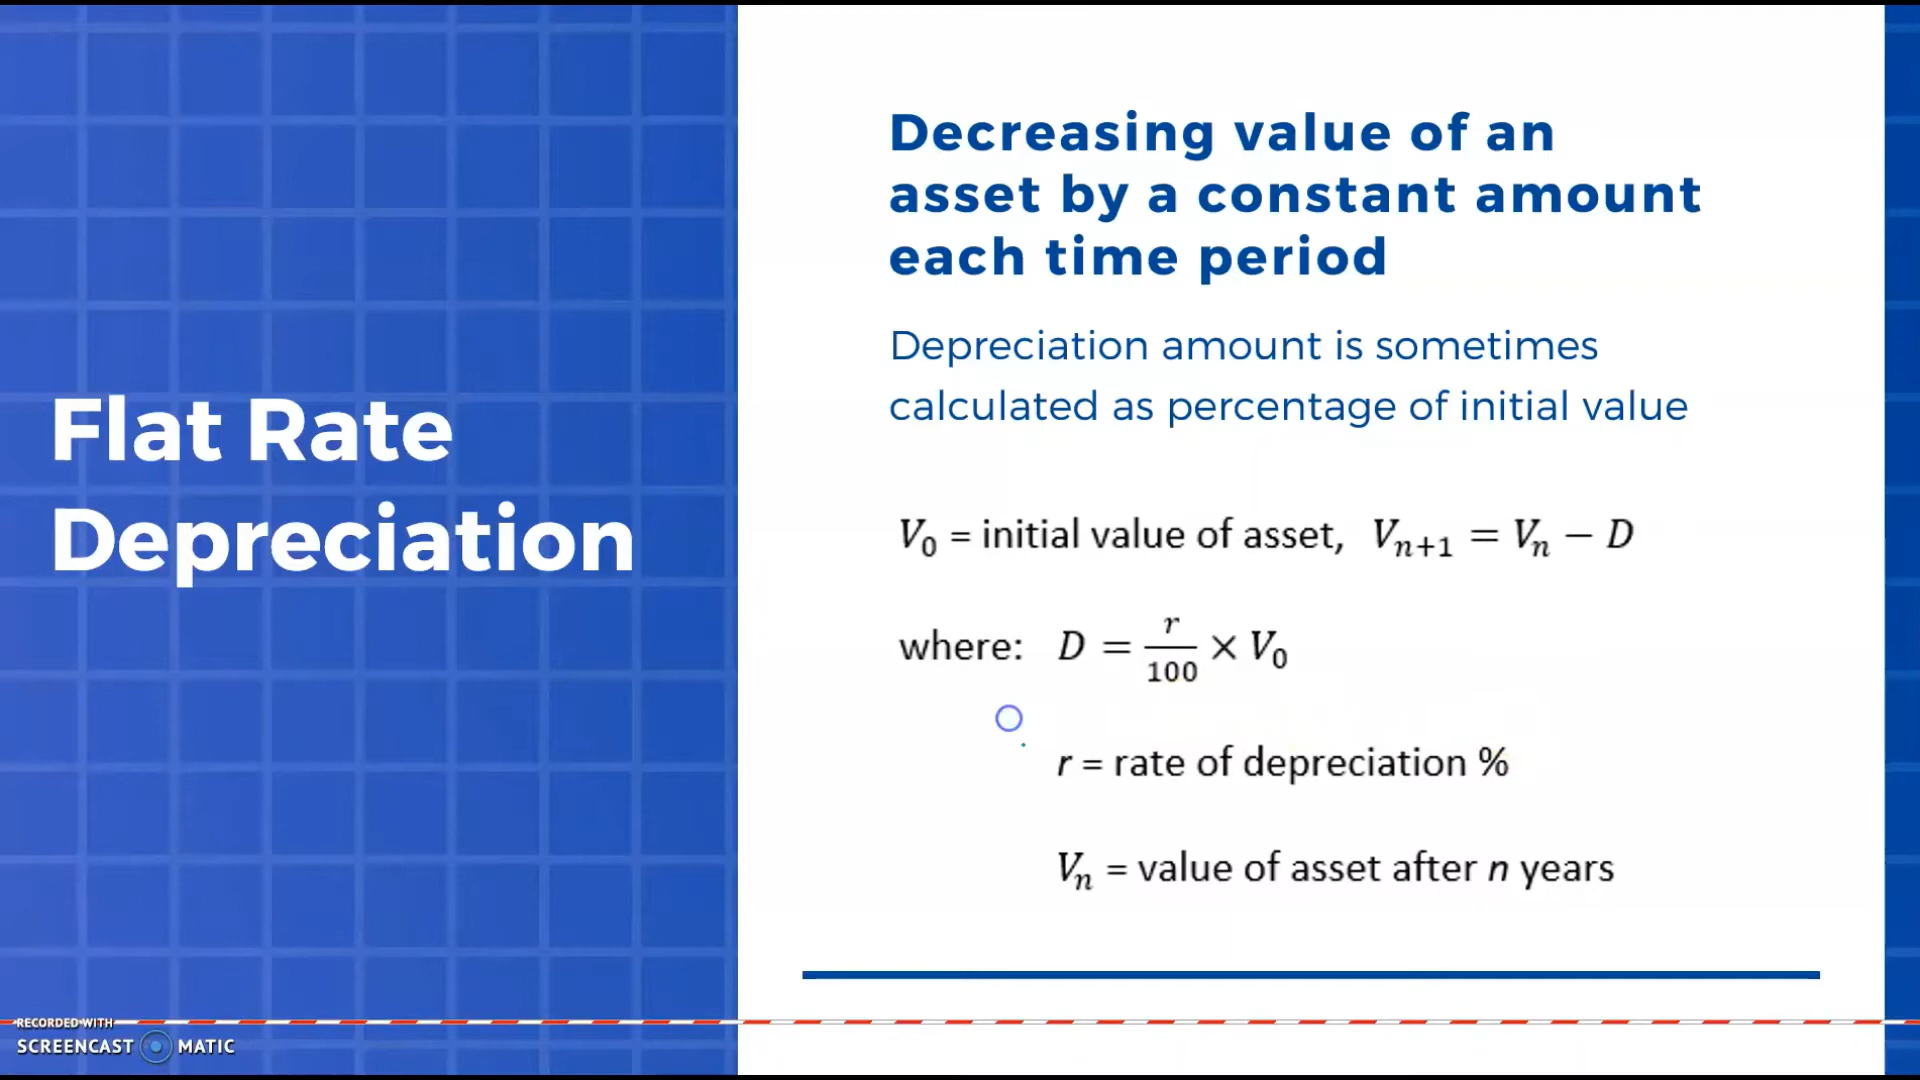 Flat Rate
Depreciation
Decreasing value of an
asset by a constant amount
each time period
Depreciation amount is sometimes
calculated as percentage of initial value
V₀ = initial value of asset, Vₙ₊₁ = Vₙ − D
where: D = r/100 × V₀
r = rate of depreciation %
Vₙ = value of asset after n years
RECORDED WITH
SCREENCAST MATIC